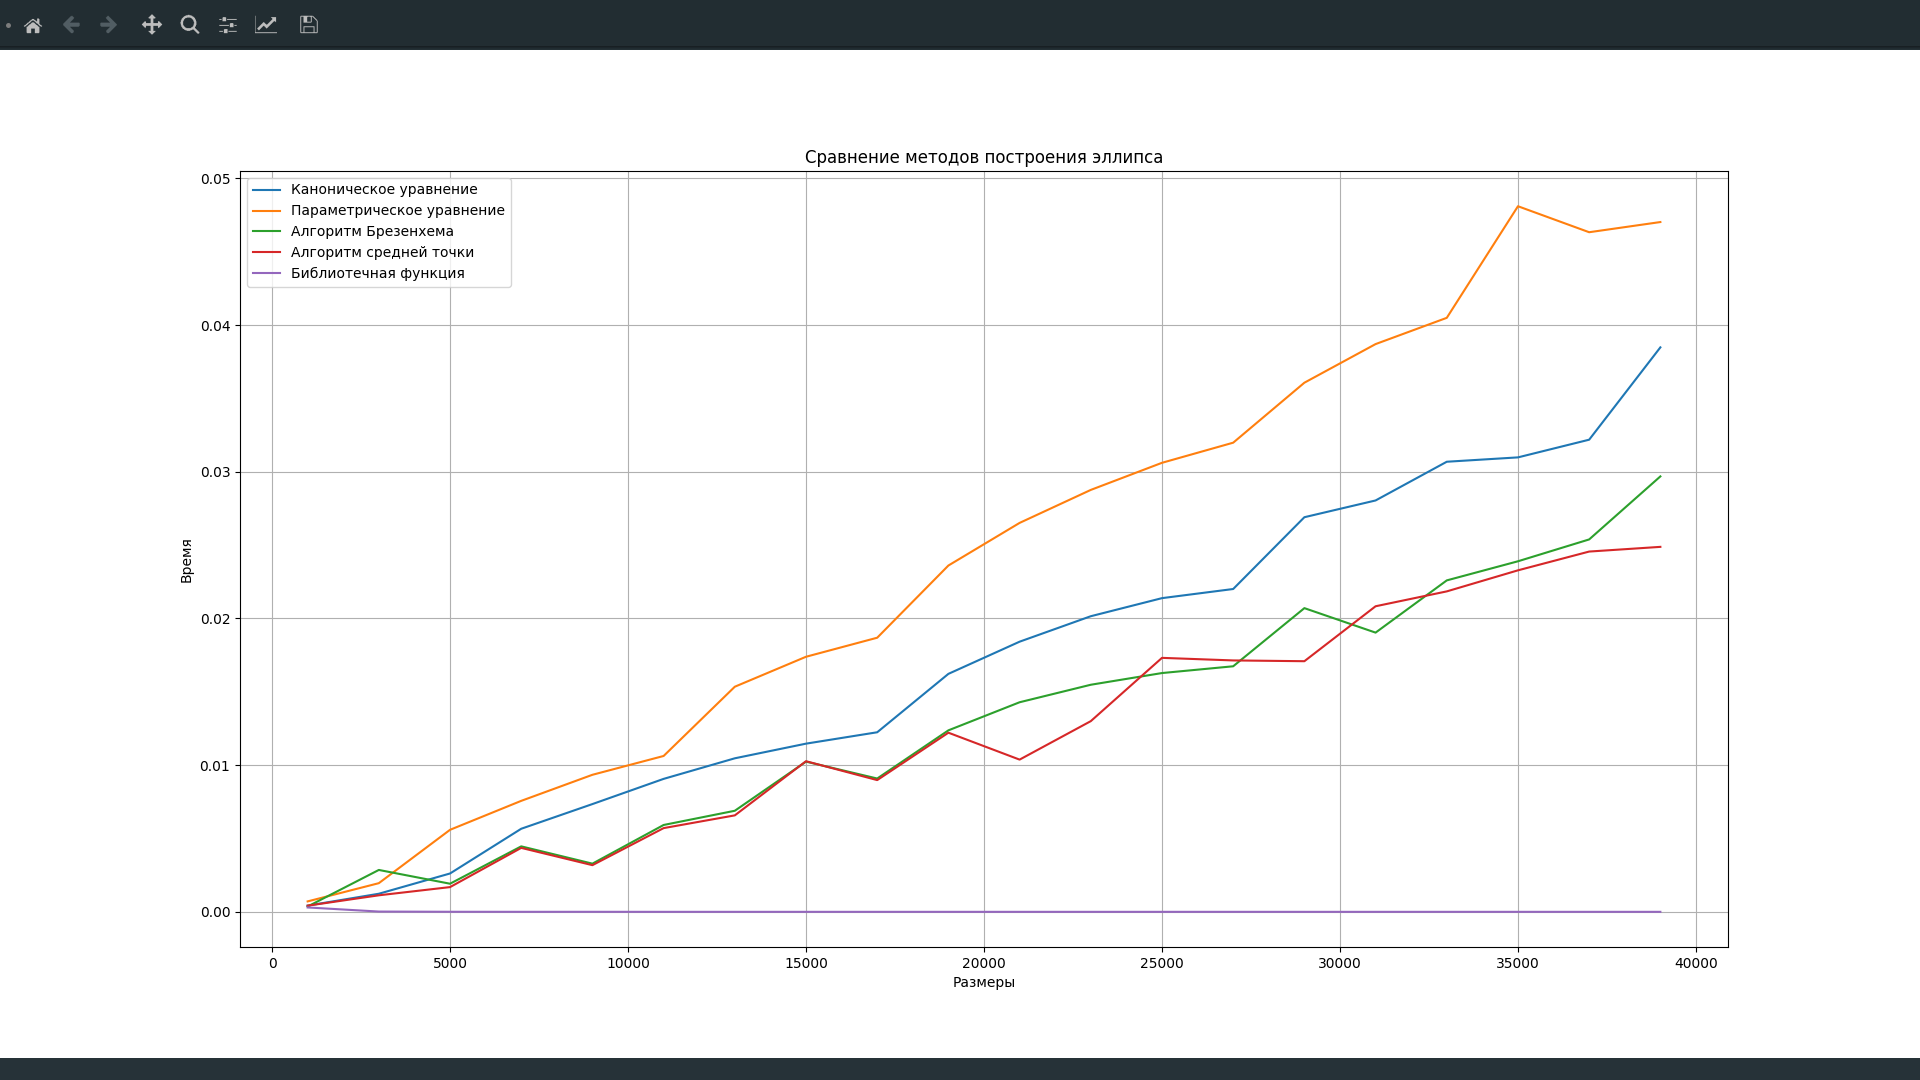 Сравнение методов построения эллипса
0.05
0.04
0.03
0.02
0.01
0.00
Каноническое уравнение
Параметрическое уравнение
Алгоритм Брезенхема
Алгоритм средней точки
Библиотечная функция
Время
0 5000 10000 15000 20000 25000 30000 35000 40000
Размеры